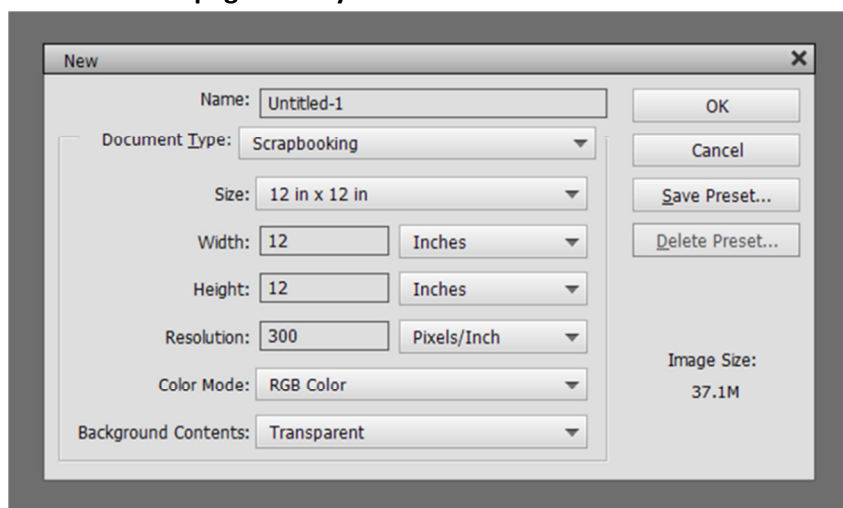 New
Name: Untitled-1
OK
Document Type: Scrapbooking
Cancel
Size: 12 in x 12 in
Save Preset...
Width: 12 Inches
Delete Preset...
Height: 12 Inches
Resolution: 300 Pixels/Inch
Image Size:
37.1M
Color Mode: RGB Color
Background Contents: Transparent